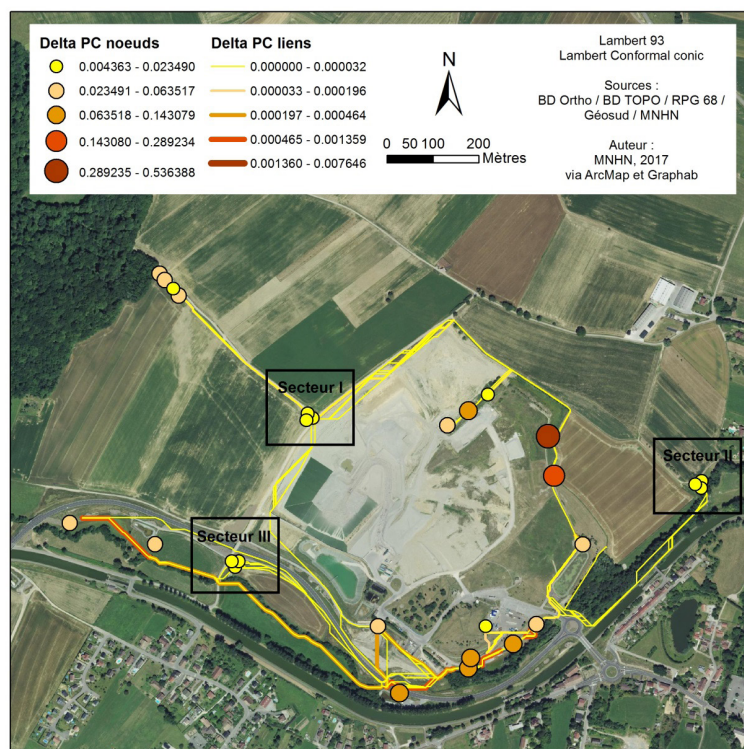 Delta PC noeuds
0.004363 - 0.023490
0.023491 - 0.063517
0.063518 - 0.143079
0.143080 - 0.289234
0.289235 - 0.536388
Delta PC liens
0.000000 - 0.000032
0.000033 - 0.000196
0.000197 - 0.000464
0.000465 - 0.001359
0.001360 - 0.007646
N
0 50 100 200
Mètres
Lambert 93
Lambert Conformal conic
Sources :
BD Ortho / BD TOPO / RPG 68 /
Géosud / MNHN
Auteur :
MNHN, 2017
via ArcMap et Graphab
Secteur I
Secteur II
Secteur III